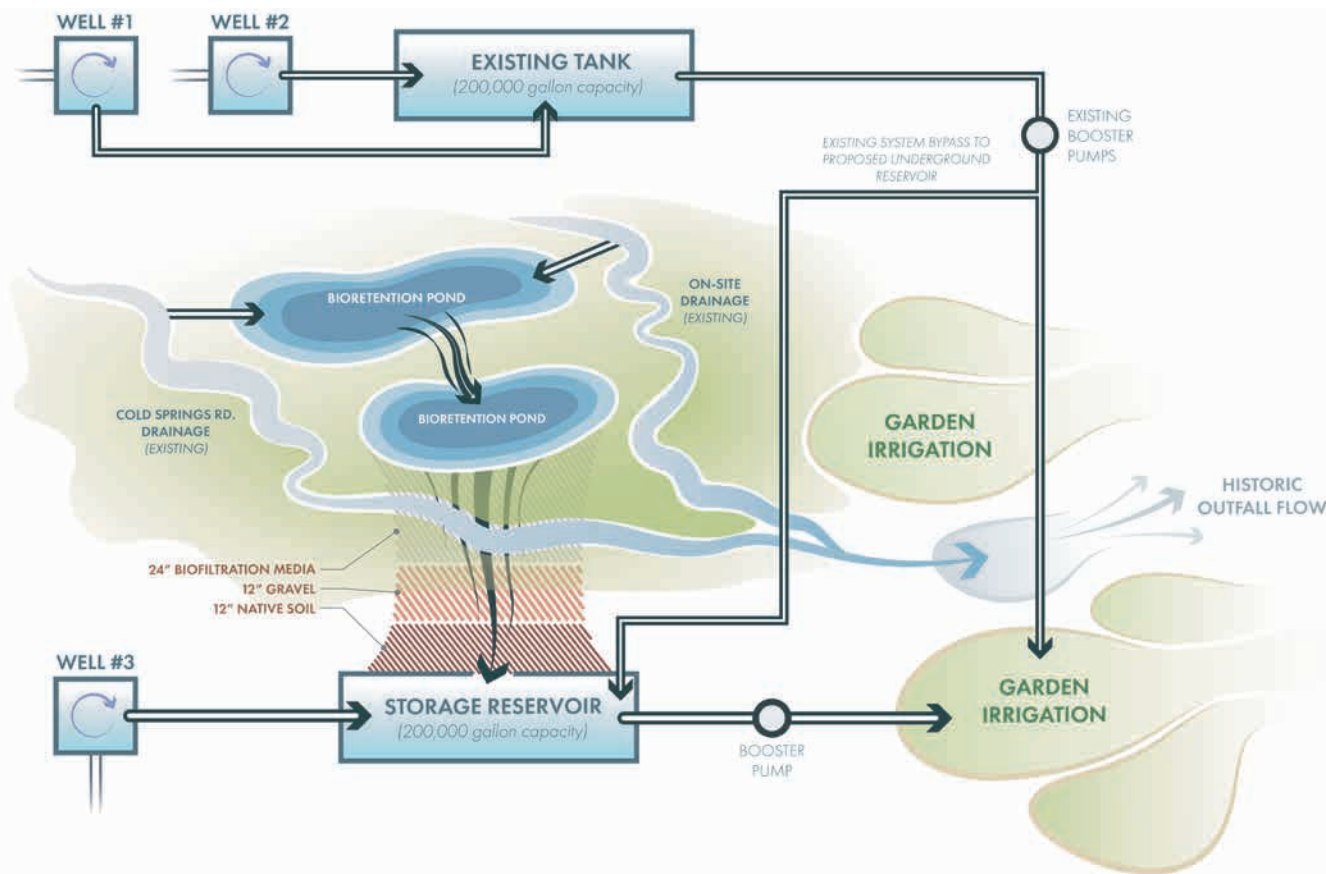 WELL #1
WELL #2
EXISTING TANK
(200,000 gallon capacity)
EXISTING
BOOSTER
PUMPS
EXISTING SYSTEM BYPASS TO
PROPOSED UNDERGROUND
RESERVOIR
BIORETENTION POND
ON-SITE
DRAINAGE
(EXISTING)
COLD SPRINGS RD.
DRAINAGE
(EXISTING)
BIORETENTION POND
GARDEN
IRRIGATION
HISTORIC
OUTFALL FLOW
24" BIOFILTRATION MEDIA
12" GRAVEL
12" NATIVE SOIL
WELL #3
STORAGE RESERVOIR
(200,000 gallon capacity)
BOOSTER
PUMP
GARDEN
IRRIGATION